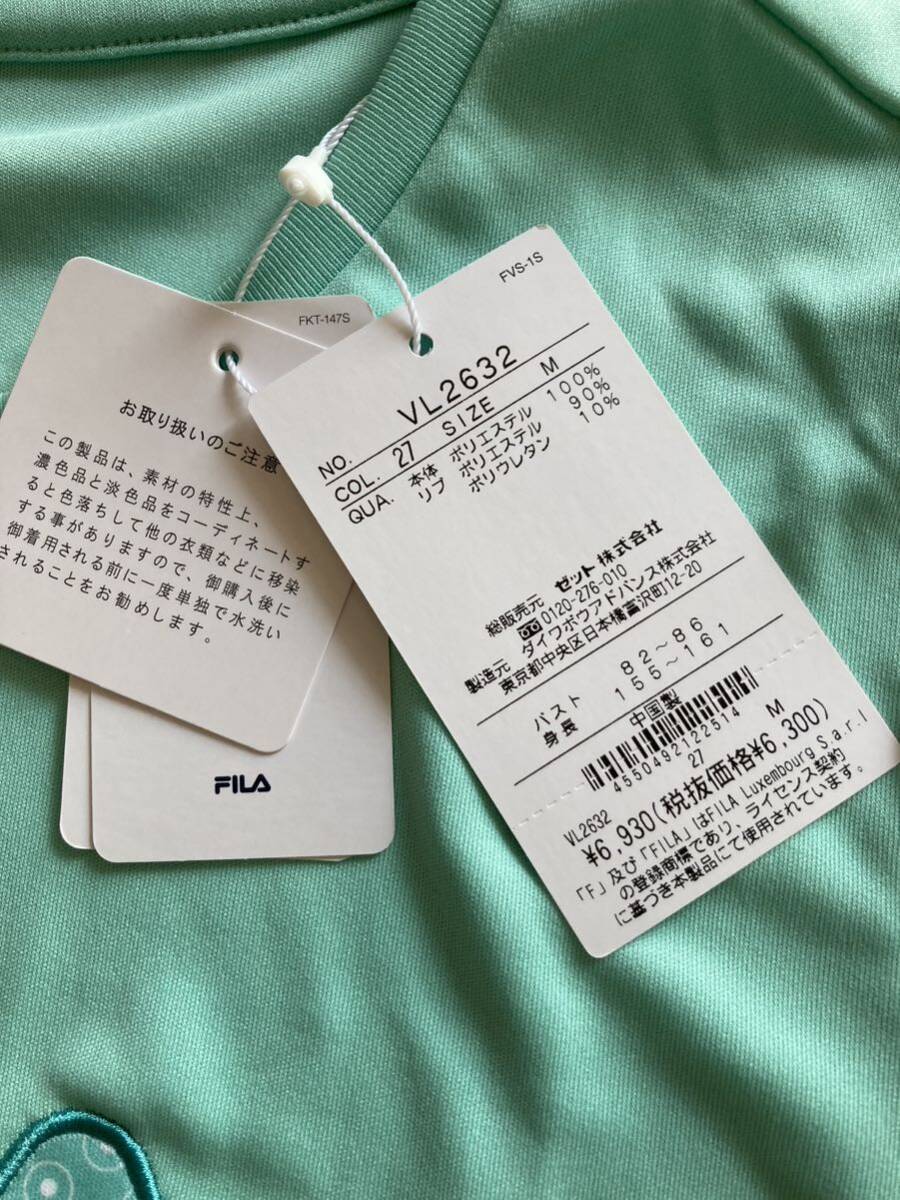 FKT-147S
お取り扱いのご注意
この製品は、素材の特性上、
濃色品と淡色品をコーディネートす
ると色落ちして他の衣類などに移染
する事がありますので、御購入後に
御着用される前に一度単独で水洗い
されることをお勧めします。
FILA
FVS-1S
NO. VL2632
COL. 27 SIZE M
QUA. 本体 ポリエステル 100%
リブ ポリエステル 90%
ポリウレタン 10%
総販売元 ゼット株式会社
0120-276-010
製造元 ダイワボウアドバンス株式会社
東京都中央区日本橋富沢町12-20
バスト 82~86
身長 155~161
中国製
4550492122514
VL2632 27 M
¥6,930(税抜価格¥6,300)
「F」及び「FILA」はFILA Luxembourg S.a.r.l
の登録商標であり、ライセンス契約
に基づき本製品にて使用されています。